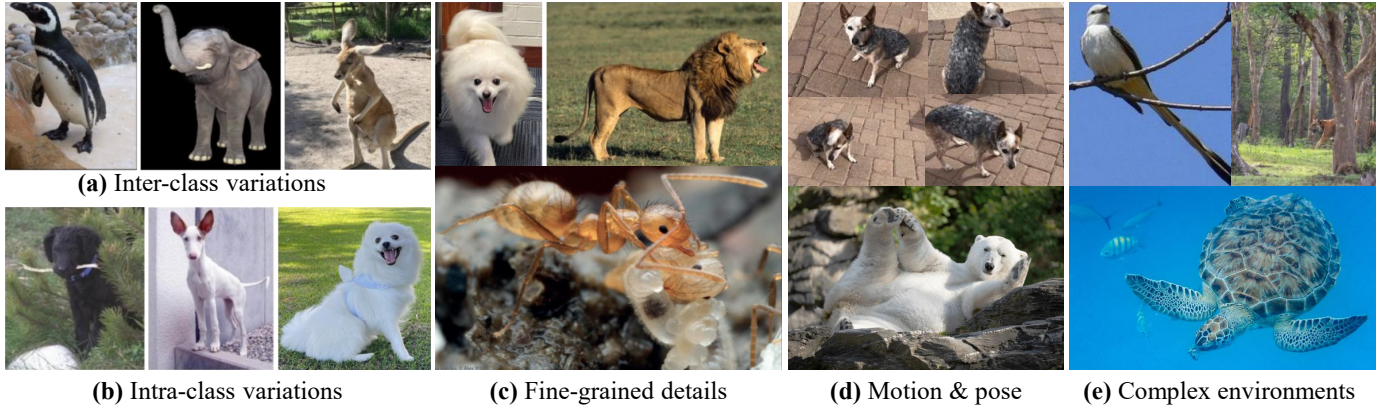 (a) Inter-class variations
(b) Intra-class variations
(c) Fine-grained details
(d) Motion & pose
(e) Complex environments